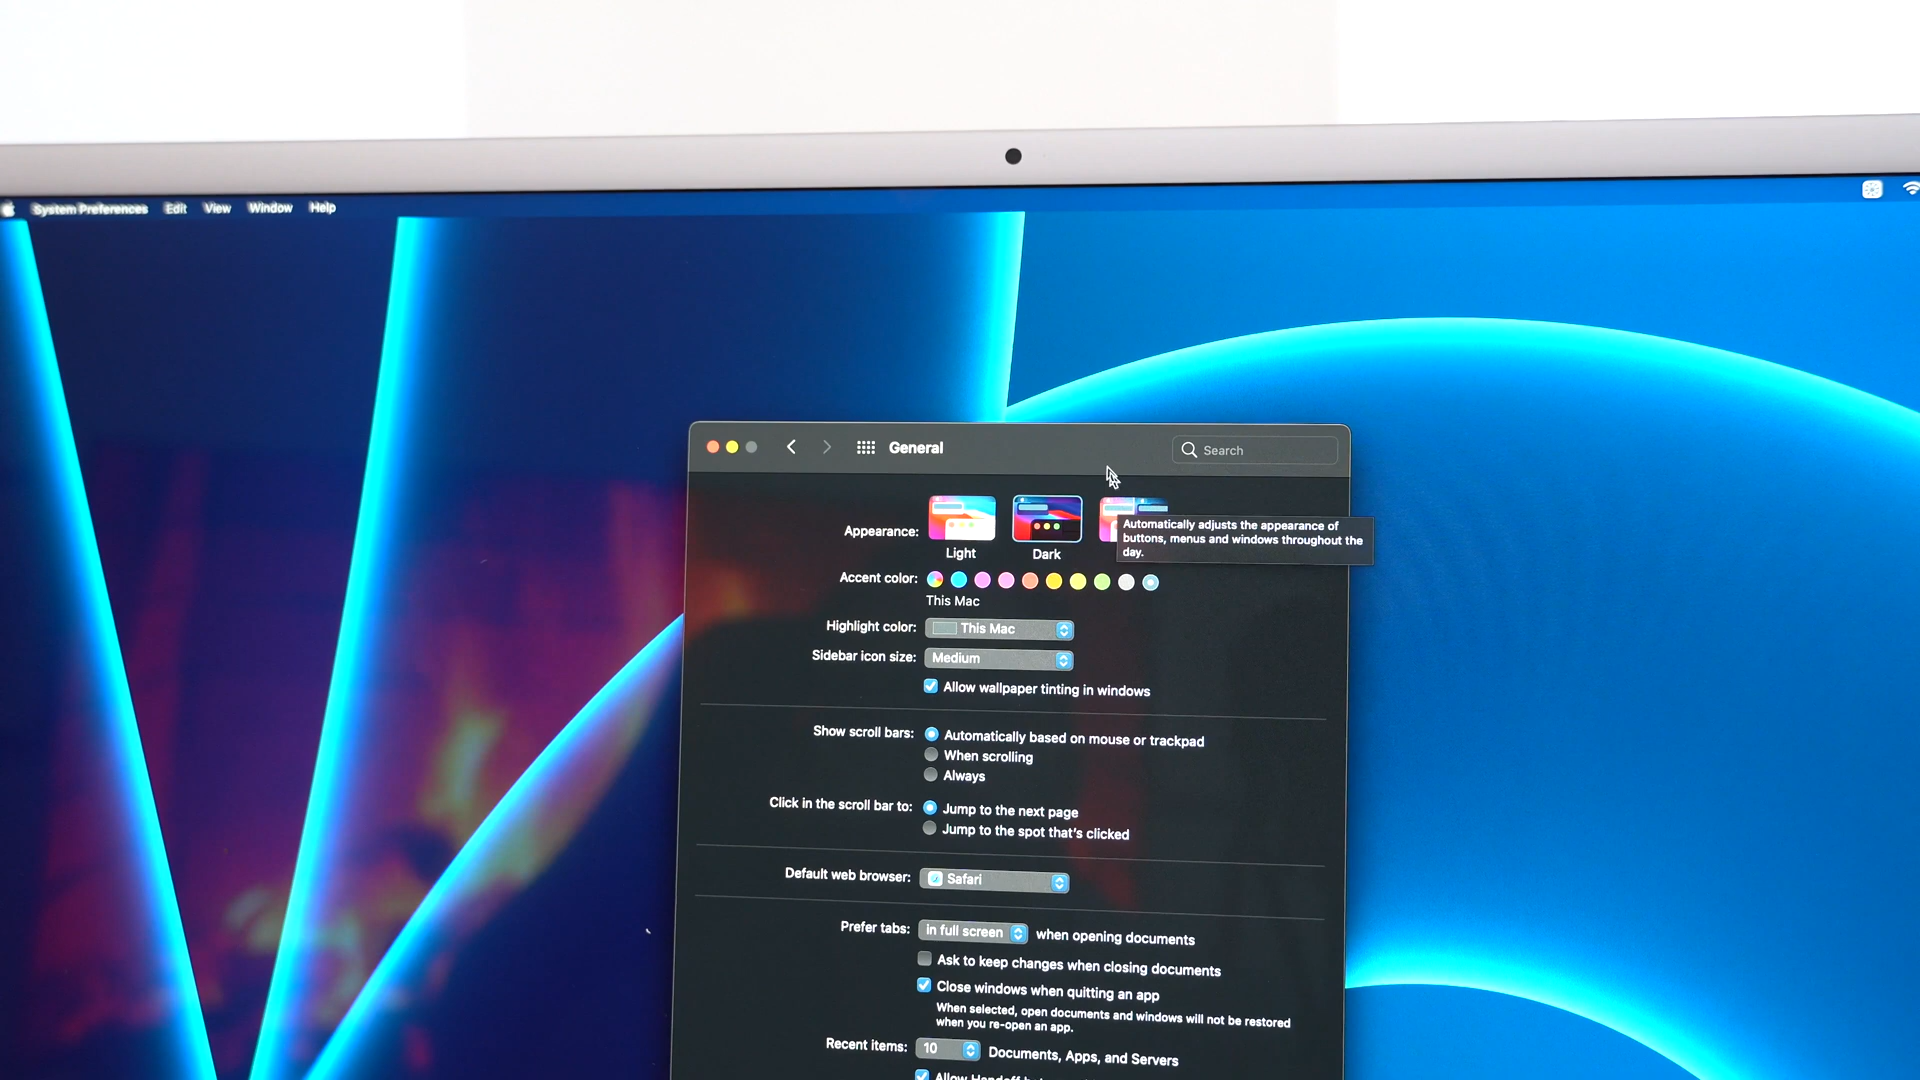 System Preferences Edit View Window Help
General
Search
Appearance:
Light
Dark
Automatically adjusts the appearance of
buttons, menus and windows throughout the
day.
Accent color:
This Mac
Highlight color: This Mac
Sidebar icon size: Medium
Allow wallpaper tinting in windows
Show scroll bars: Automatically based on mouse or trackpad
When scrolling
Always
Click in the scroll bar to: Jump to the next page
Jump to the spot that's clicked
Default web browser: Safari
Prefer tabs: in full screen when opening documents
Ask to keep changes when closing documents
Close windows when quitting an app
When selected, open documents and windows will not be restored
when you re-open an app.
Recent items: 10 Documents, Apps, and Servers
Allow Handoff